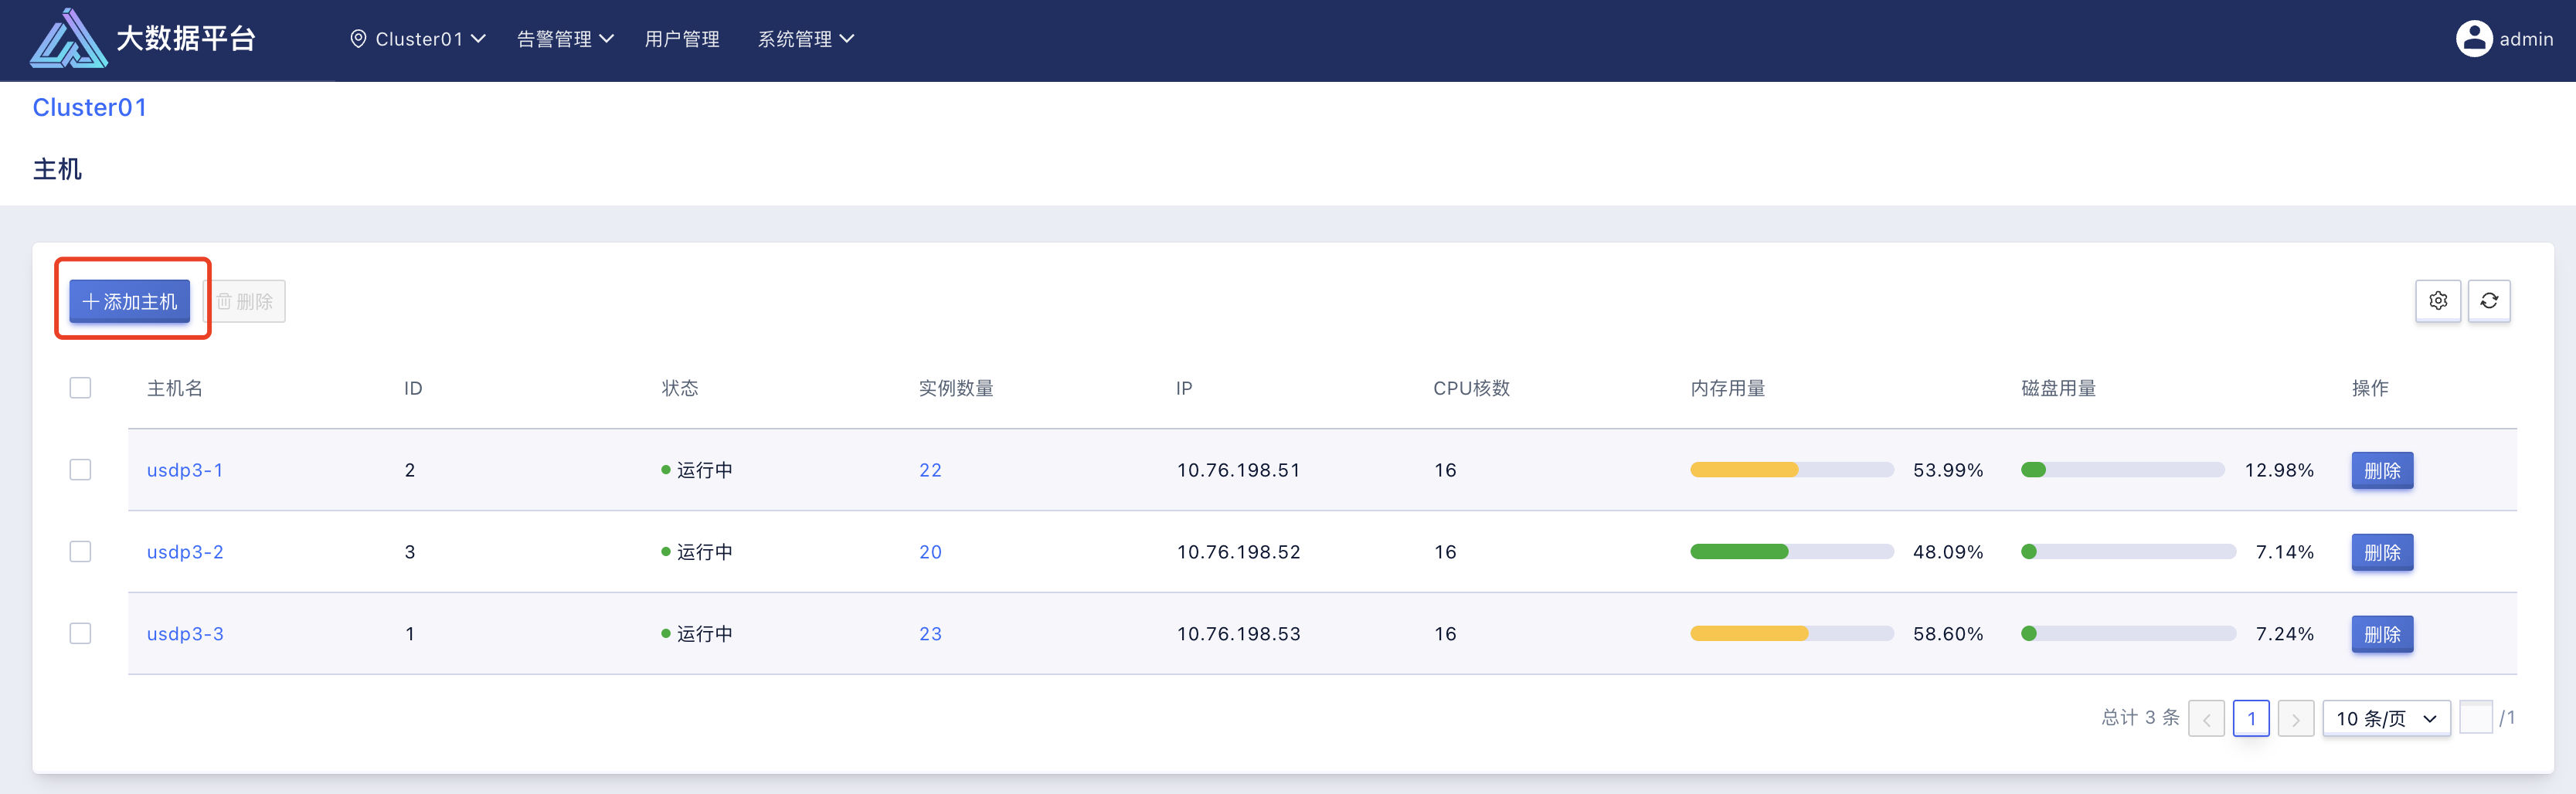 大数据平台 Cluster01 告警管理 用户管理 系统管理 admin
Cluster01
主机
添加主机 删除
主机名 ID 状态 实例数量 IP CPU核数 内存用量 磁盘用量 操作
usdp3-1 2 运行中 22 10.76.198.51 16 53.99% 12.98% 删除
usdp3-2 3 运行中 20 10.76.198.52 16 48.09% 7.14% 删除
usdp3-3 1 运行中 23 10.76.198.53 16 58.60% 7.24% 删除
总计 3 条 1 10 条/页 /1